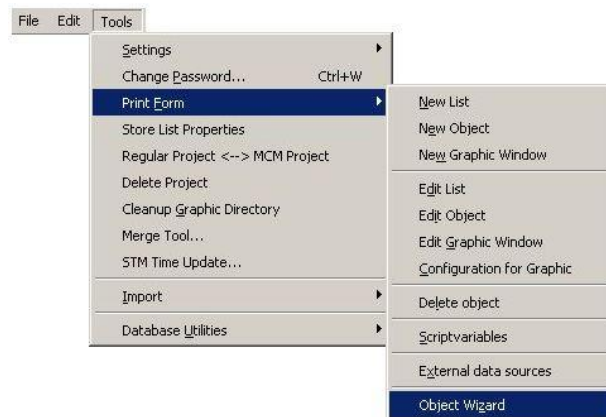 File Edit Tools
Settings
Change Password... Ctrl+W
Print Form
Store List Properties
Regular Project <--> MCM Project
Delete Project
Cleanup Graphic Directory
Merge Tool...
STM Time Update...
Import
Database Utilities
New List
New Object
New Graphic Window
Edit List
Edit Object
Edit Graphic Window
Configuration for Graphic
Delete object
Scriptvariables
External data sources
Object Wizard